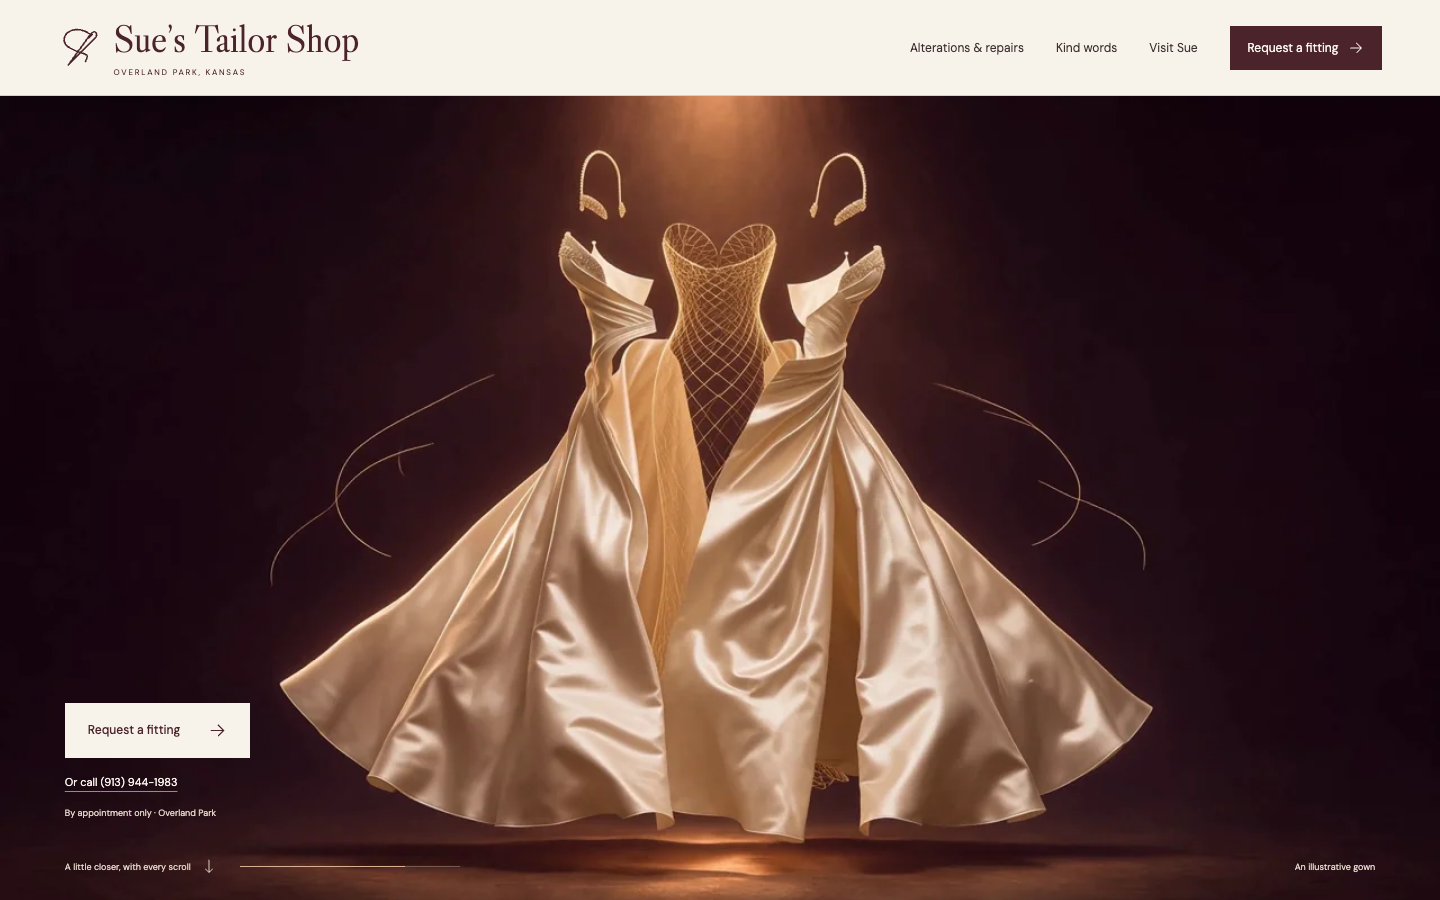 Sue's Tailor Shop
OVERLAND PARK, KANSAS
Alterations & repairs
Kind words
Visit Sue
Request a fitting
Request a fitting
Or call (913) 944-1983
By appointment only · Overland Park
A little closer, with every scroll
An illustrative gown